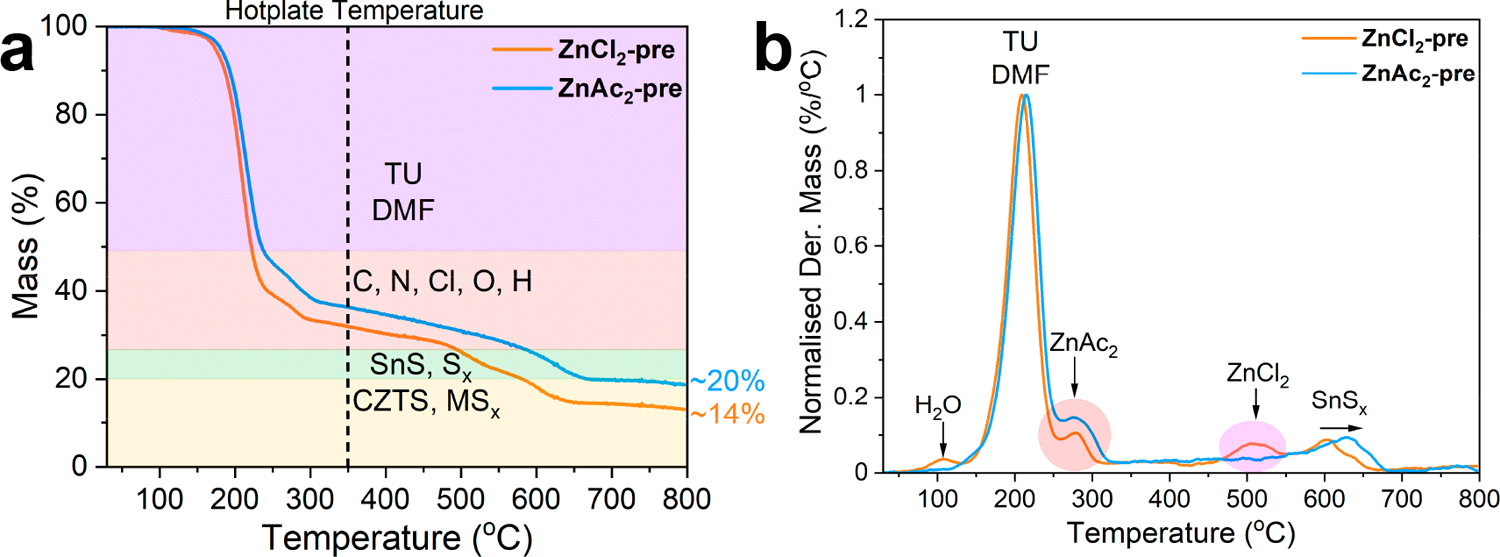 a
Hotplate Temperature
ZnCl₂-pre
ZnAc₂-pre
TU
DMF
C, N, Cl, O, H
SnS, Sₓ
CZTS, MSₓ
~20%
~14%
100
80
60
40
20
0
Mass (%)
100 200 300 400 500 600 700 800
Temperature (°C)
b
TU
DMF
ZnCl₂-pre
ZnAc₂-pre
ZnAc₂
H₂O
ZnCl₂
SnSₓ
1.2
1
0.8
0.6
0.4
0.2
0
Normalised Der. Mass (%/°C)
100 200 300 400 500 600 700 800
Temperature (°C)